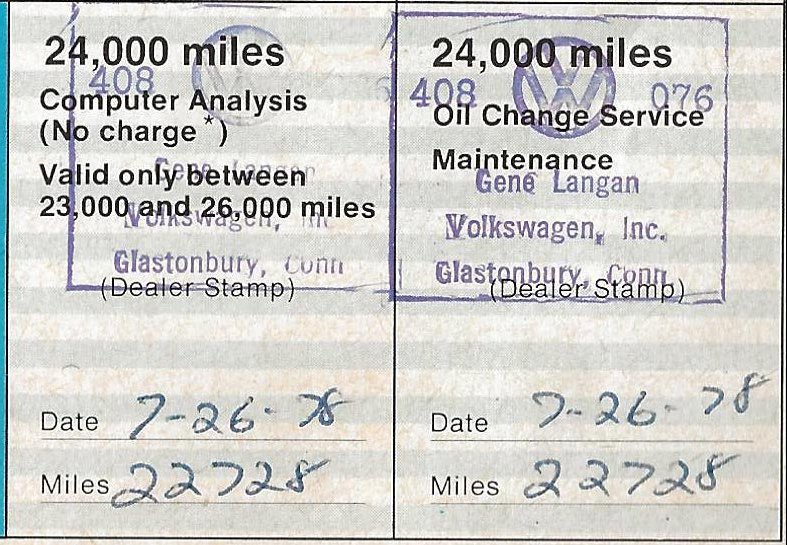 24,000 miles
408
Computer Analysis
(No charge*)
Valid only between
Gene Langan
23,000 and 26,000 miles
Volkswagen,
Glastonbury, Conn
(Dealer Stamp)
Date 7-26-78
Miles 22728
24,000 miles
408 076
Oil Change Service
Maintenance
Gene Langan
Volkswagen, Inc.
Glastonbury, Conn.
(Dealer Stamp)
Date 7-26-78
Miles 22728